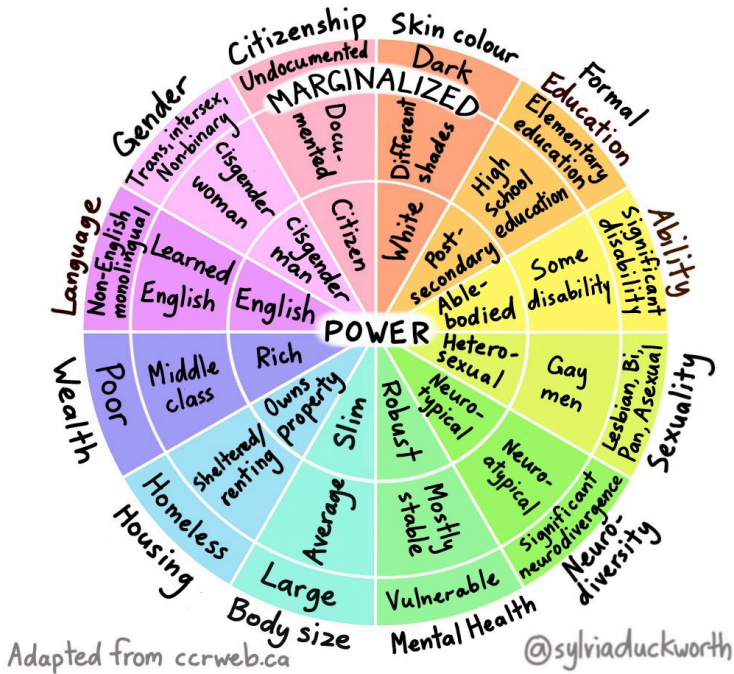 Citizenship
Undocumented
Docu-
mented
Citizen
Skin colour
Dark
Different
shades
White
Formal
Education
Elementary
education
High
School
education
Post-
secondary
Ability
Significant
disability
Some
disability
Able-
bodied
Sexuality
Lesbian, Bi,
Pan, Asexual
Gay
men
Hetero-
sexual
Neuro-
diversity
Significant
neurodivergence
Neuro-
atypical
Neuro-
typical
Mental Health
Vulnerable
Mostly
stable
Robust
Body size
Large
Average
Slim
Housing
Homeless
Sheltered/
renting
Owns
property
Wealth
Poor
Middle
class
Rich
Language
Non-English
monolingual
Learned
English
English
Gender
Trans, intersex,
Non-binary
cisgender
woman
cisgender
man
MARGINALIZED
POWER
Adapted from ccrweb.ca
@sylviaduckworth